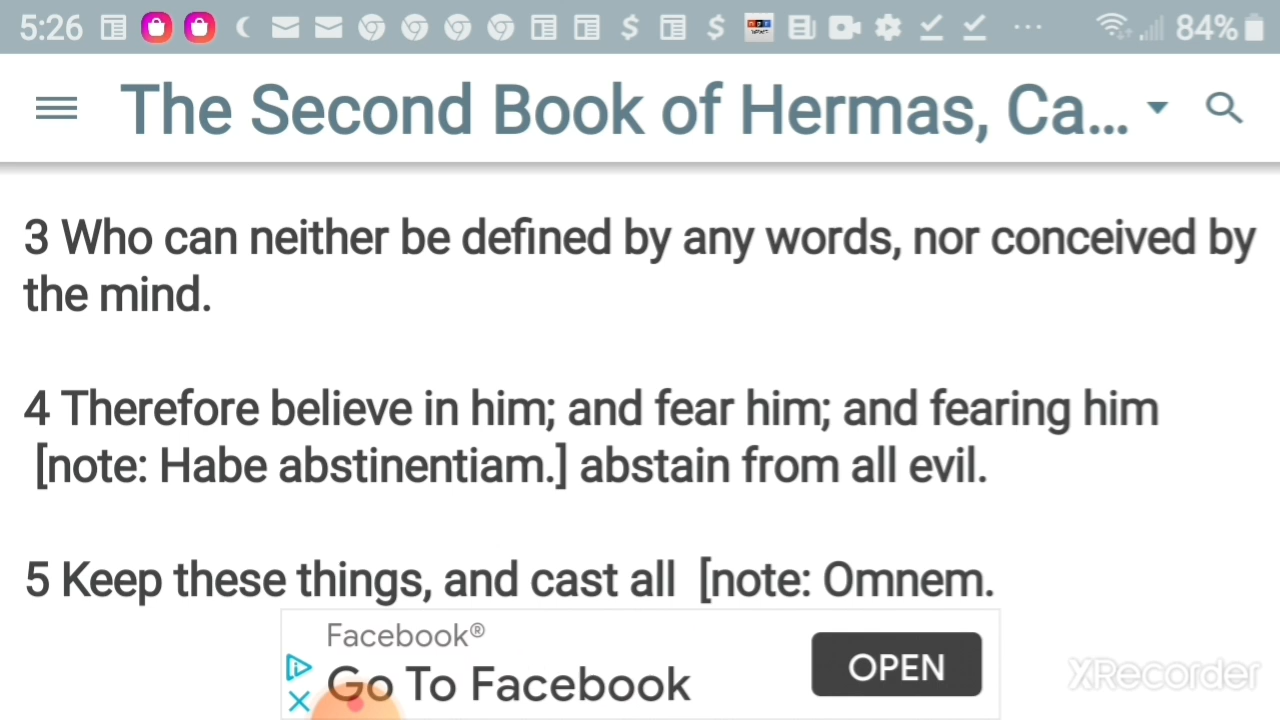 5:26 $ $ 84%
The Second Book of Hermas, Ca...
3 Who can neither be defined by any words, nor conceived by
the mind.
4 Therefore believe in him; and fear him; and fearing him
[note: Habe abstinentiam.] abstain from all evil.
5 Keep these things, and cast all [note: Omnem.
Facebook®
Go To Facebook
OPEN
XRecorder